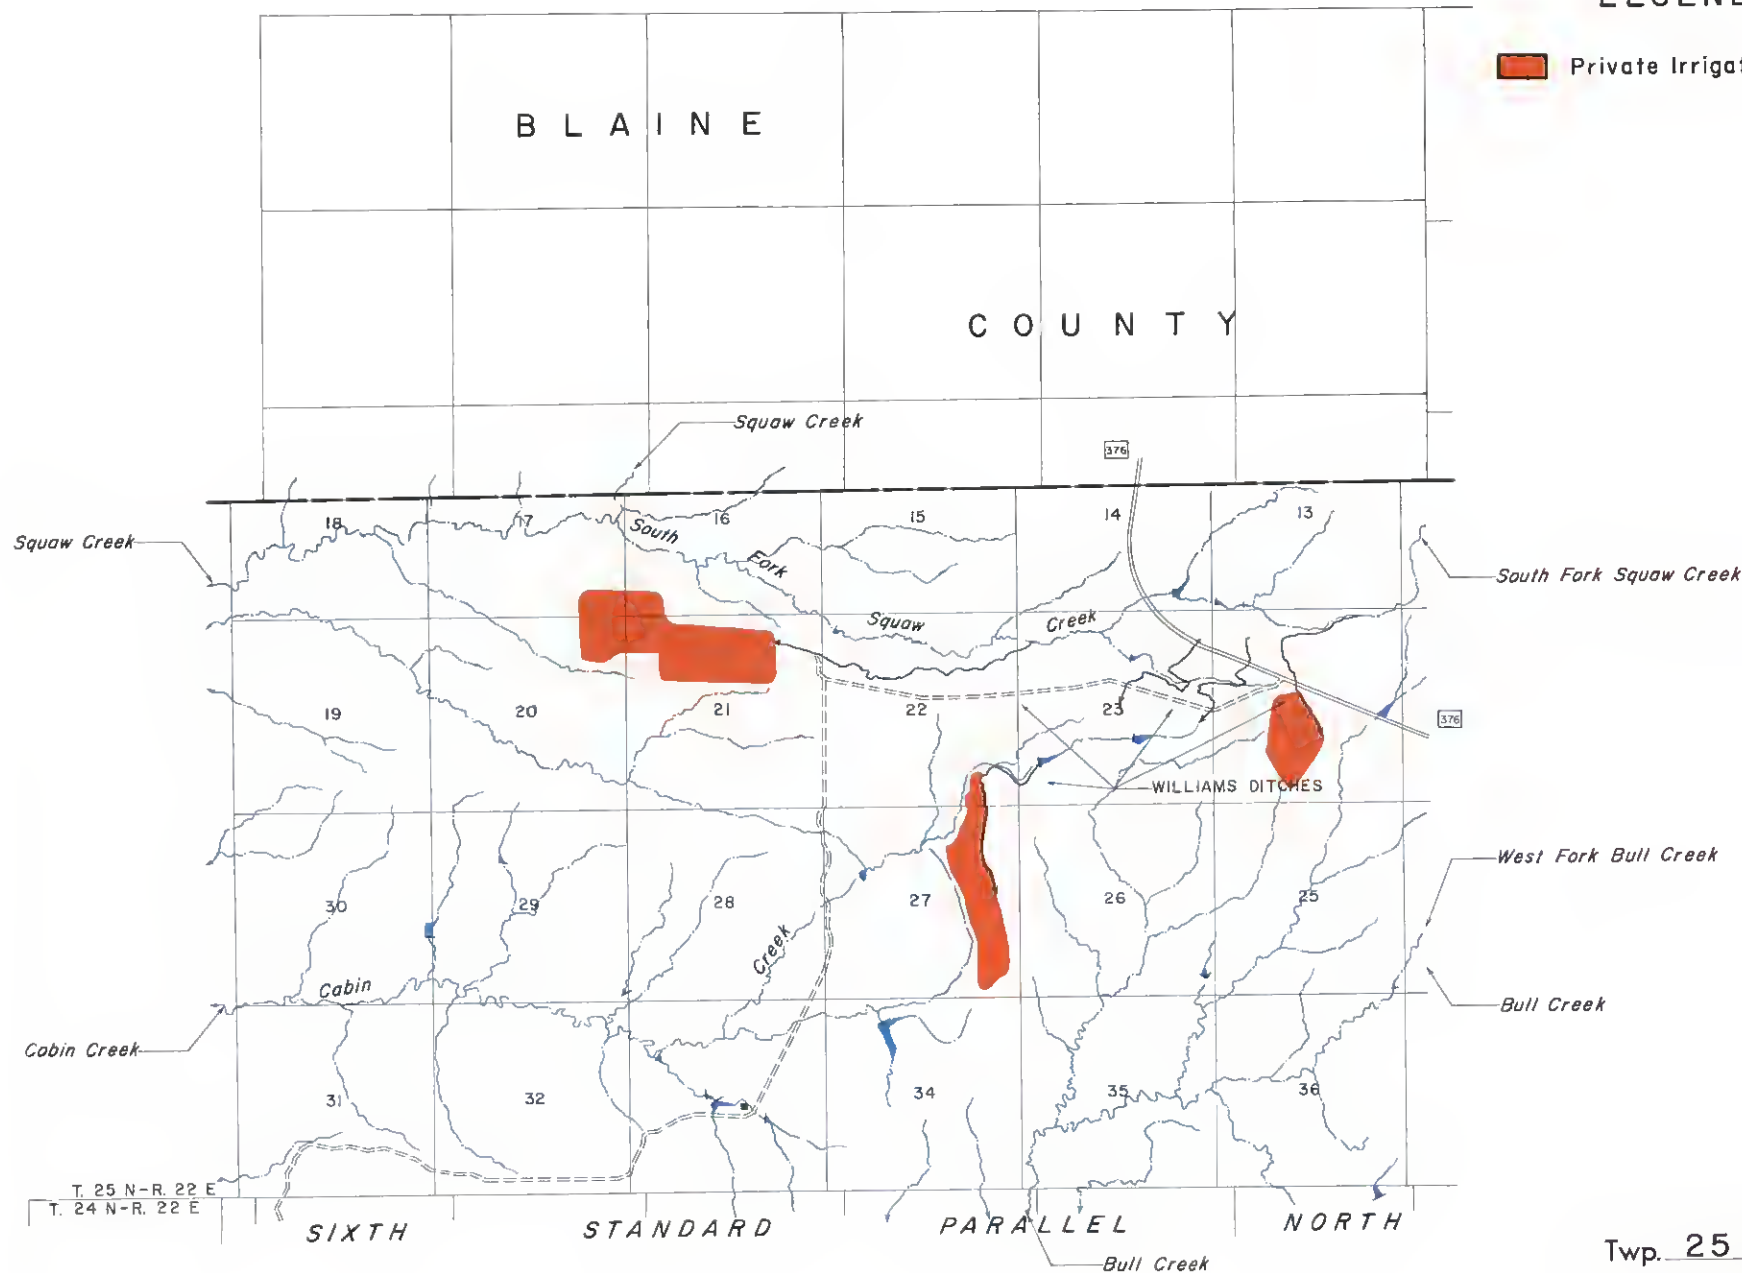 Private Irrigat
BLAINE
COUNTY
Squaw Creek
376
18
17
16
15
14
13
South Fork Squaw Creek
Squaw Creek
South Fork Squaw Creek
19
20
21
22
23
376
WILLIAMS DITCHES
West Fork Bull Creek
30
29
28
27
26
25
Cabin Creek
Bull Creek
Cabin Creek
31
32
34
35
36
T. 25 N-R. 22 E
T. 24 N-R. 22 E
SIXTH STANDARD PARALLEL NORTH
Bull Creek
Twp. 25